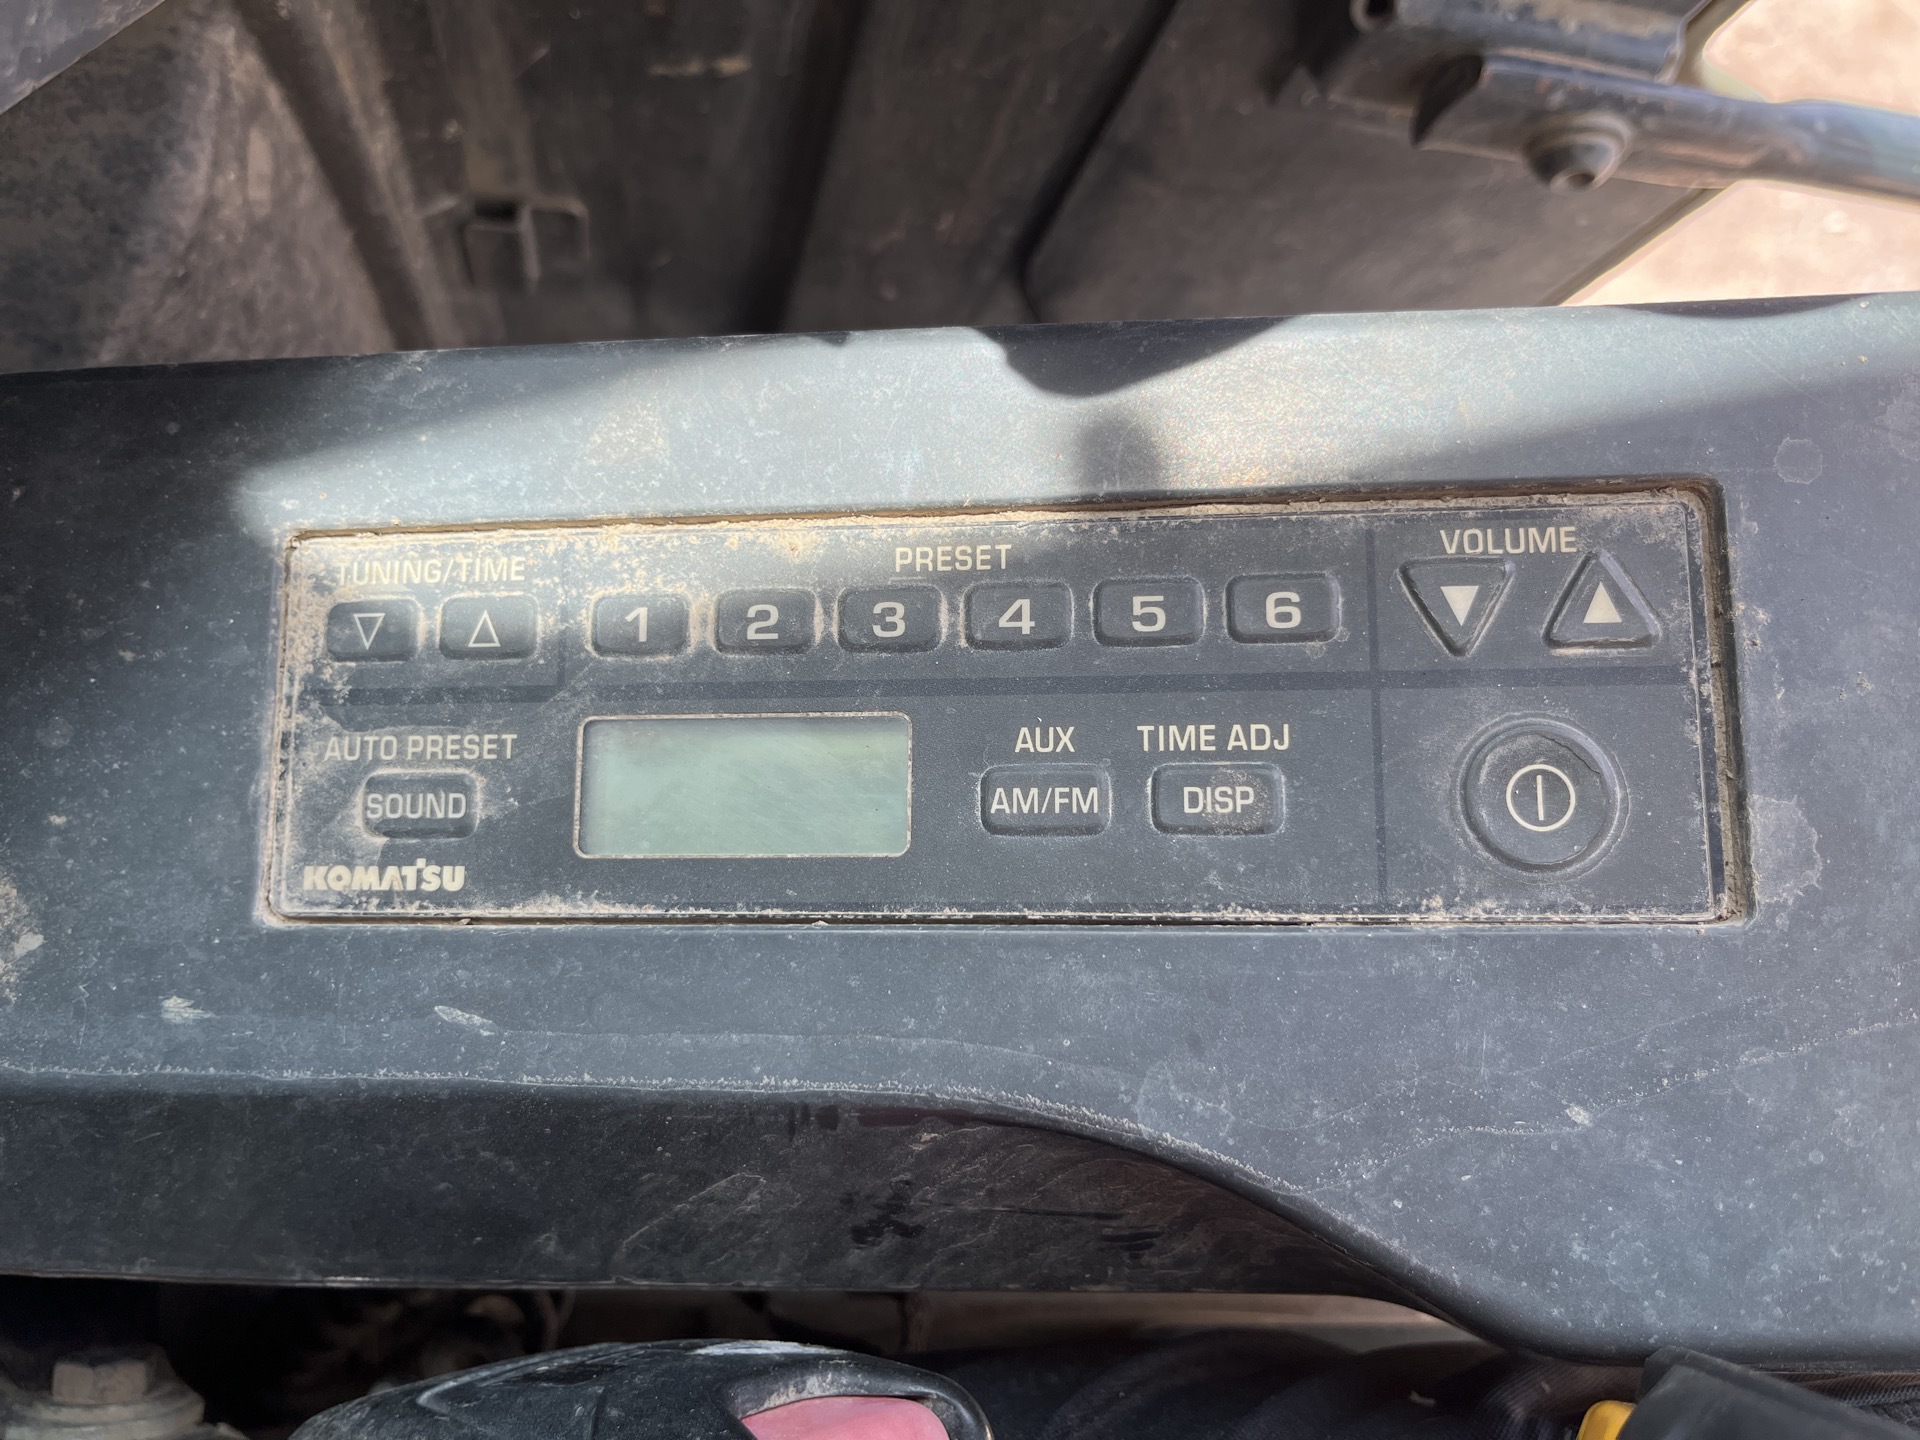 TUNING/TIME
PRESET
VOLUME
1 2 3 4 5 6
AUTO PRESET
SOUND
AUX
AM/FM
TIME ADJ
DISP
KOMATSU